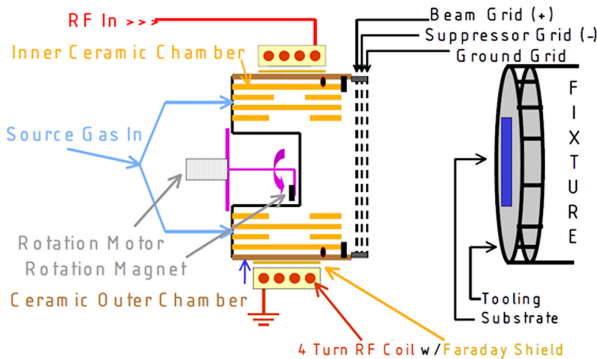 RF In >>>
Beam Grid (+)
Suppressor Grid (-)
Ground Grid
Inner Ceramic Chamber
Source Gas In
FIXTURE
Rotation Motor
Rotation Magnet
Ceramic Outer Chamber
Tooling
Substrate
4 Turn RF Coil w/Faraday Shield